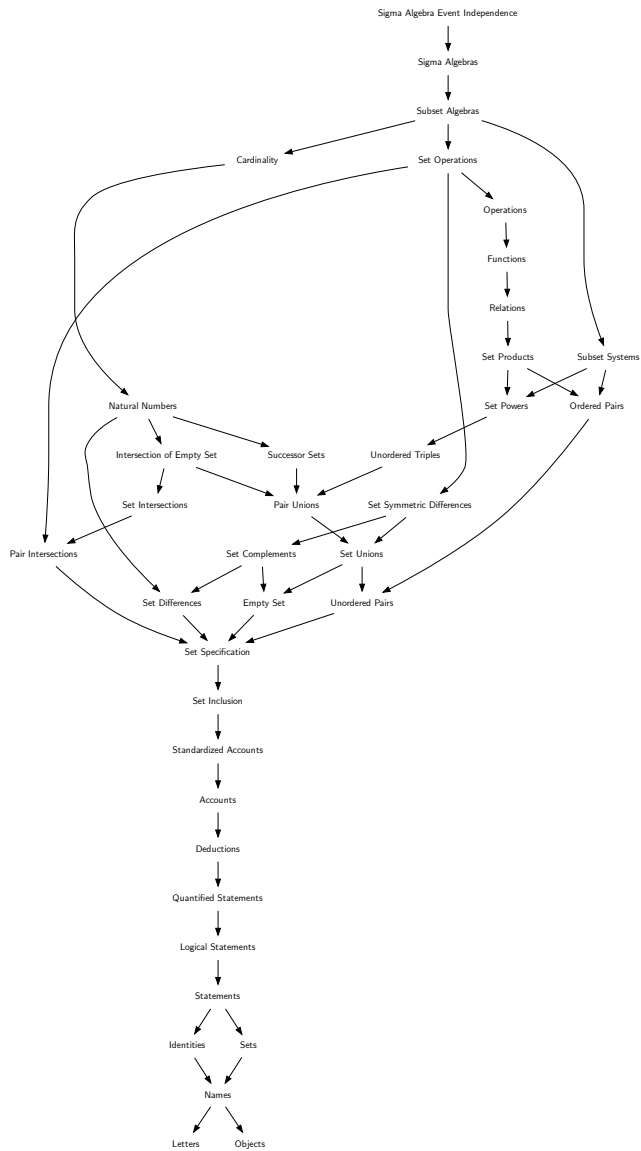 Sigma Algebra Event Independence
Sigma Algebras
Subset Algebras
Cardinality
Set Operations
Operations
Functions
Relations
Set Products
Subset Systems
Natural Numbers
Set Powers
Ordered Pairs
Intersection of Empty Set
Successor Sets
Unordered Triples
Set Intersections
Pair Unions
Set Symmetric Differences
Pair Intersections
Set Complements
Set Unions
Set Differences
Empty Set
Unordered Pairs
Set Specification
Set Inclusion
Standardized Accounts
Accounts
Deductions
Quantified Statements
Logical Statements
Statements
Identities
Sets
Names
Letters
Objects